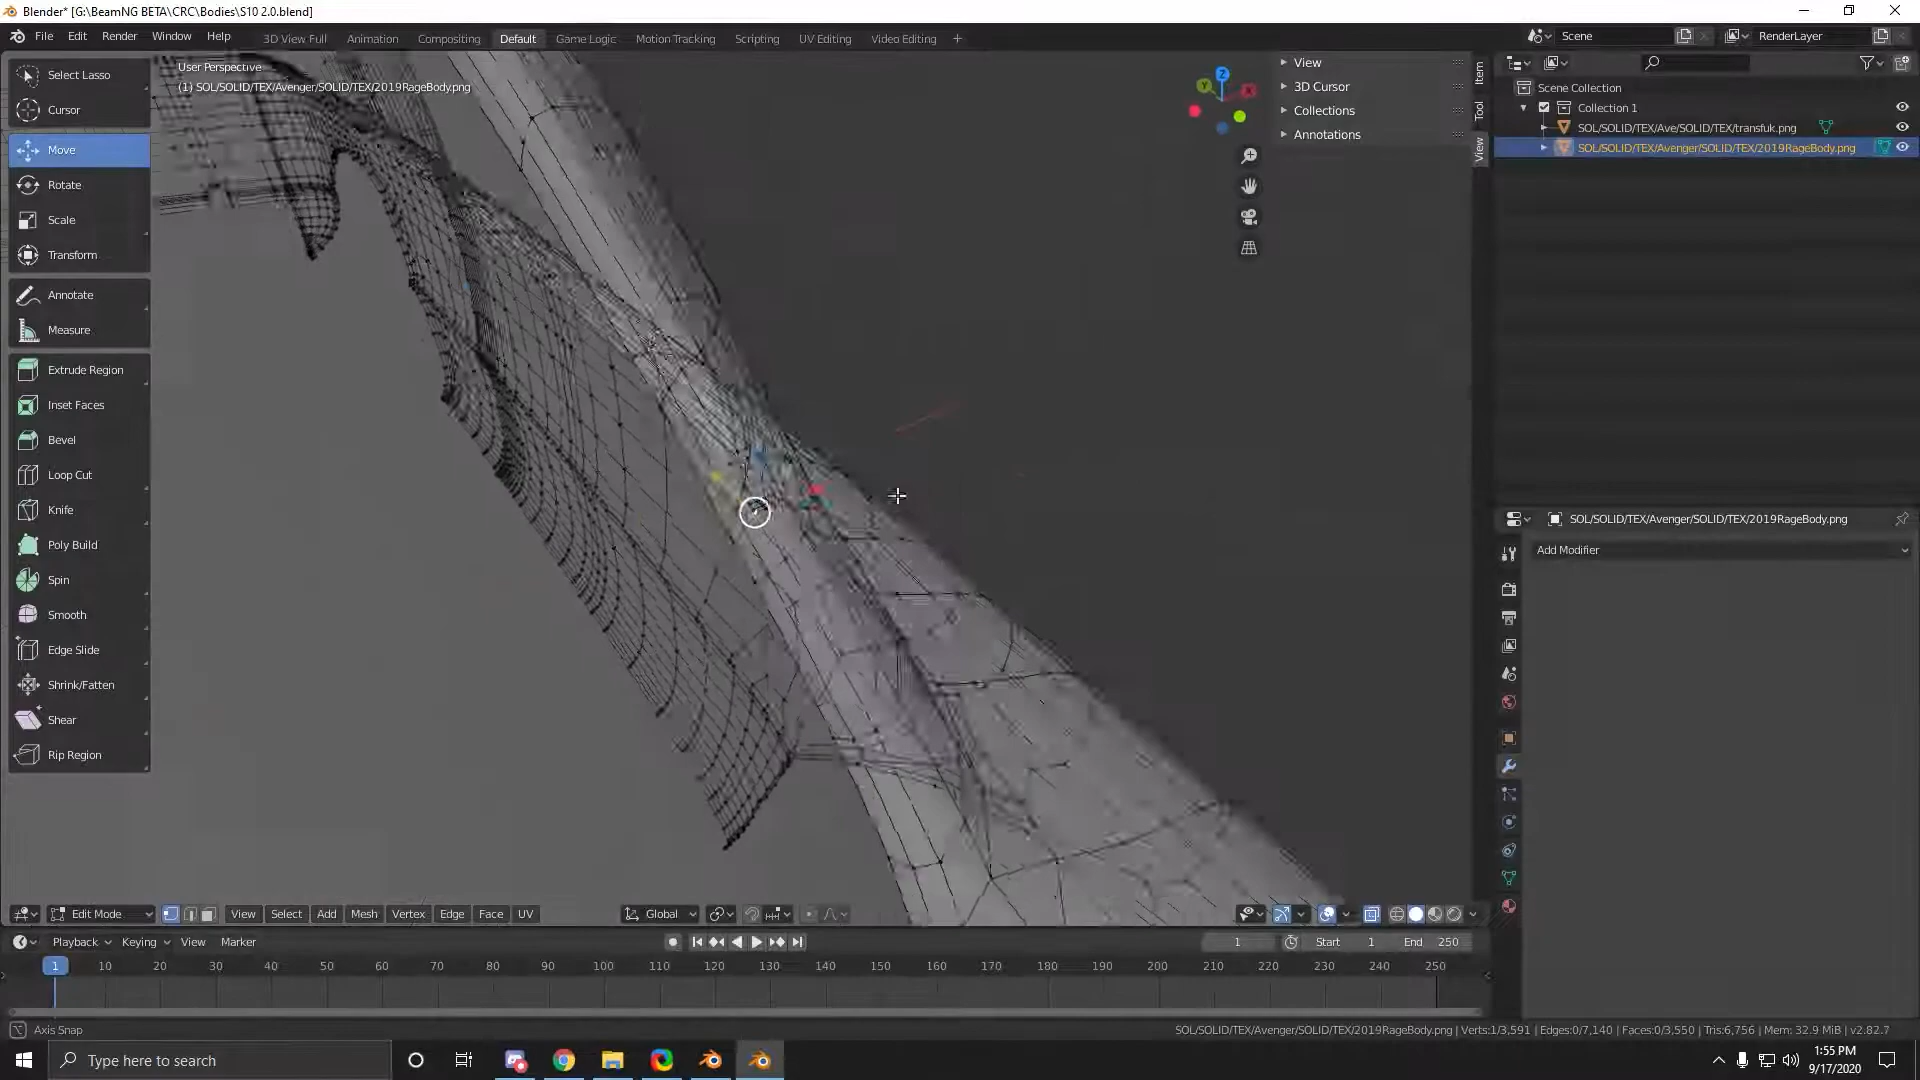 Blender* [G:\BeamNG BETA\CRC\Bodies\S10 2.0.blend]
File Edit Render Window Help
3D View Full Animation Compositing Default Game Logic Motion Tracking Scripting UV Editing Video Editing +
Scene
RenderLayer
Select Lasso
Cursor
Move
Rotate
Scale
Transform
Annotate
Measure
Extrude Region
Inset Faces
Bevel
Loop Cut
Knife
Poly Build
Spin
Smooth
Edge Slide
Shrink/Fatten
Shear
Rip Region
User Perspective
(1) SOL/SOLID/TEX/Avenger/SOLID/TEX/2019RageBody.png
X
Y
Z
View
3D Cursor
Collections
Annotations
Item
Tool
View
Scene Collection
Collection 1
SOL/SOLID/TEX/Ave/SOLID/TEX/transfuk.png
SOL/SOLID/TEX/Avenger/SOLID/TEX/2019RageBody.png
SOL/SOLID/TEX/Avenger/SOLID/TEX/2019RageBody.png
Add Modifier
Edit Mode View Select Add Mesh Vertex Edge Face UV Global
Playback Keying View Marker
1 Start 1 End 250
1 10 20 30 40 50 60 70 80 90 100 110 120 130 140 150 160 170 180 190 200 210 220 230 240 250
Axis Snap
SOL/SOLID/TEX/Avenger/SOLID/TEX/2019RageBody.png | Verts:1/3,591 | Edges:0/7,140 | Faces:0/3,550 | Tris:6,756 | Mem: 32.9 MiB | v2.82.7
Type here to search
1:55 PM
9/17/2020